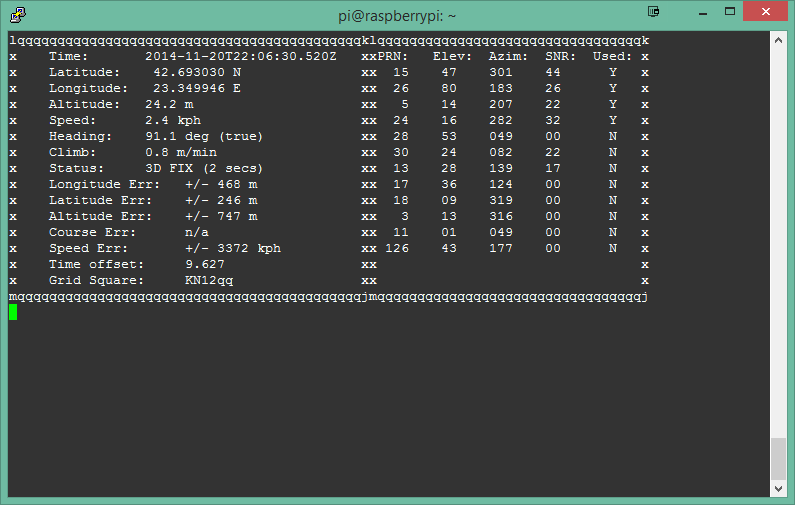 pi@raspberrypi: ~
lqqqqqqqqqqqqqqqqqqqqqqqqqqqqqqqqqqqqqqqqqqqklqqqqqqqqqqqqqqqqqqqqqqqqqqqqqqqqqk
x    Time:       2014-11-20T22:06:30.520Z   xxPRN:   Elev:  Azim:  SNR:  Used: x
x    Latitude:    42.693030 N               xx  15    47    301    44      Y   x
x    Longitude:   23.349946 E               xx  26    80    183    26      Y   x
x    Altitude:   24.2 m                     xx   5    14    207    22      Y   x
x    Speed:      2.4 kph                    xx  24    16    282    32      Y   x
x    Heading:    91.1 deg (true)            xx  28    53    049    00      N   x
x    Climb:      0.8 m/min                  xx  30    24    082    22      N   x
x    Status:     3D FIX (2 secs)            xx  13    28    139    17      N   x
x    Longitude Err:   +/- 468 m             xx  17    36    124    00      N   x
x    Latitude Err:    +/- 246 m             xx  18    09    319    00      N   x
x    Altitude Err:    +/- 747 m             xx   3    13    316    00      N   x
x    Course Err:      n/a                   xx  11    01    049    00      N   x
x    Speed Err:       +/- 3372 kph          xx 126    43    177    00      N   x
x    Time offset:     9.627                 xx                                 x
x    Grid Square:     KN12qq                xx                                 x
mqqqqqqqqqqqqqqqqqqqqqqqqqqqqqqqqqqqqqqqqqqqjmqqqqqqqqqqqqqqqqqqqqqqqqqqqqqqqqqj